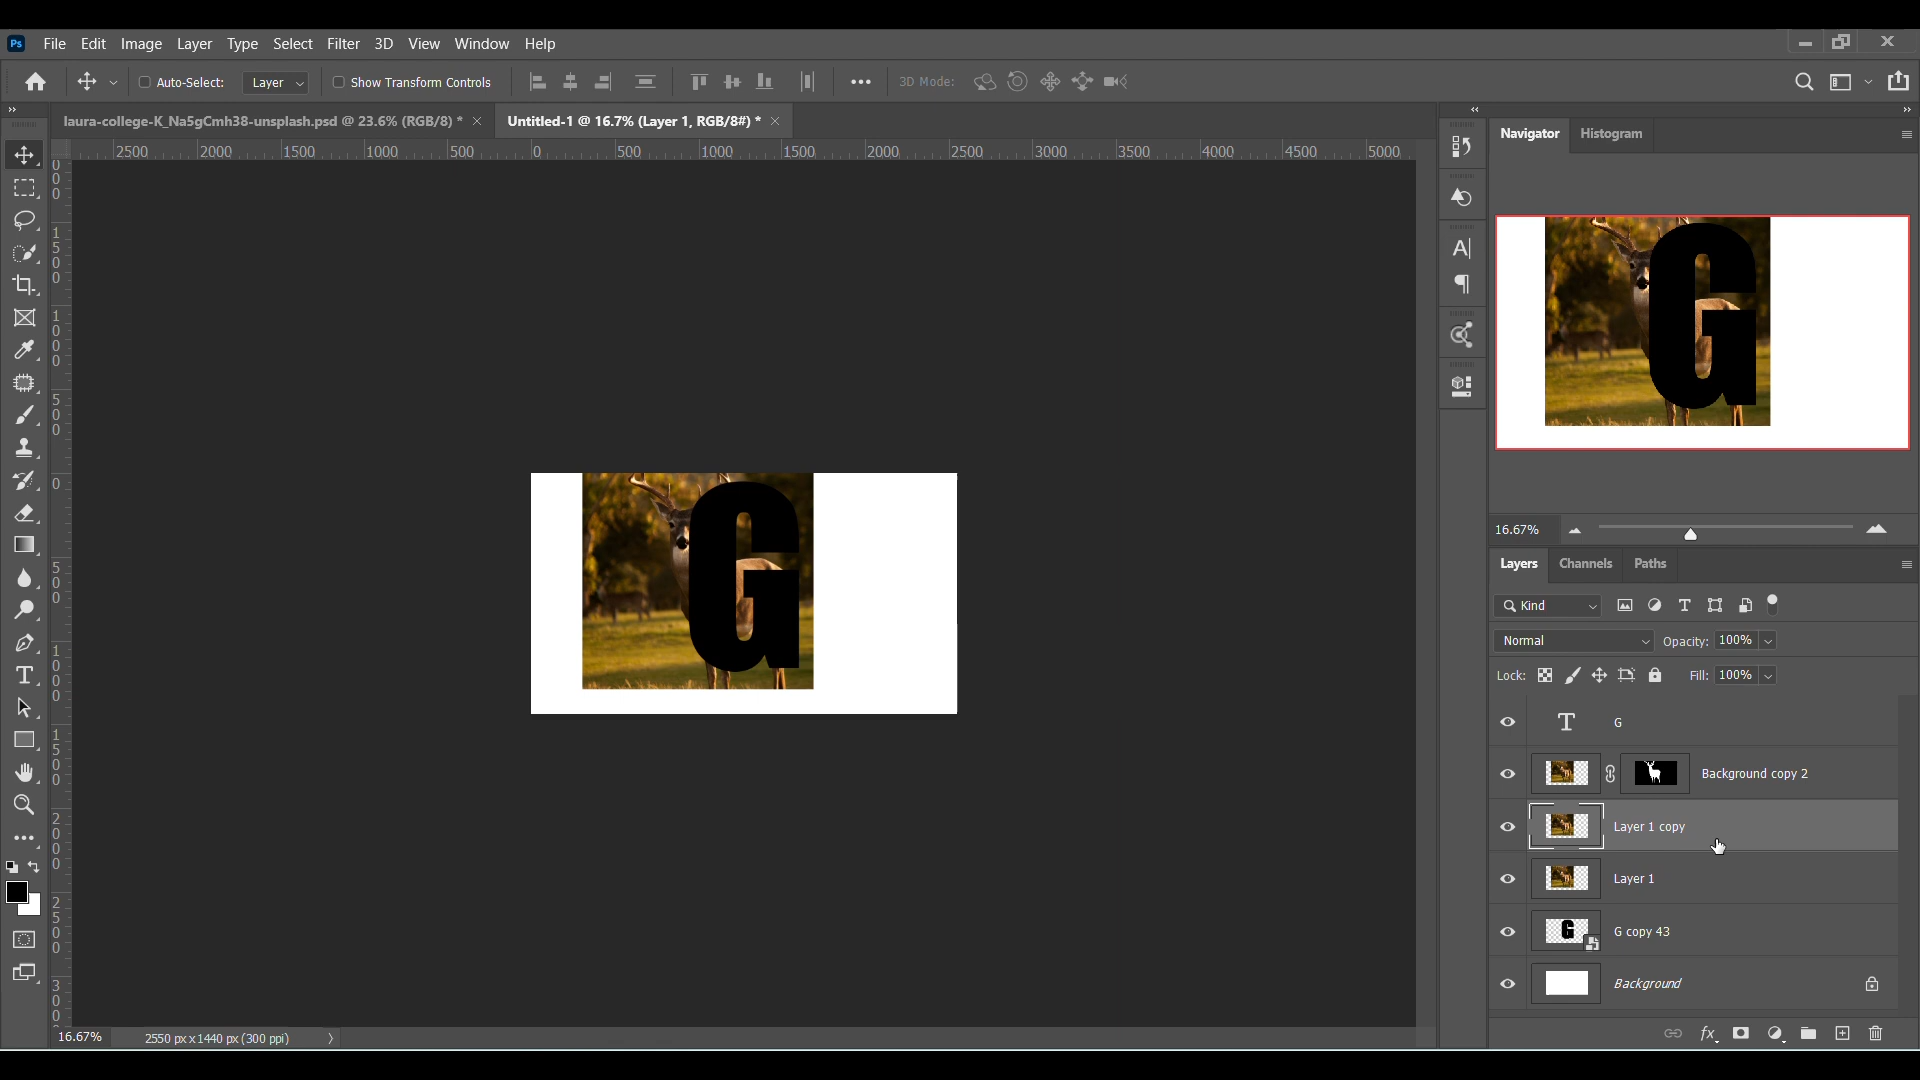 Ps File Edit Image Layer Type Select Filter 3D View Window Help
Auto-Select: Layer Show Transform Controls 3D Mode:
laura-college-K_Na5gCmh38-unsplash.psd @ 23.6% (RGB/8) * Untitled-1 @ 16.7% (Layer 1, RGB/8#) *
2500 2000 1500 1000 500 0 500 1000 1500 2000 2500 3000 3500 4000 4500 5000
Navigator Histogram
G
G
16.67%
Layers Channels Paths
Kind
Normal Opacity: 100%
Lock: Fill: 100%
G
Background copy 2
Layer 1 copy
Layer 1
G copy 43
Background
16.67% 2550 px x 1440 px (300 ppi)